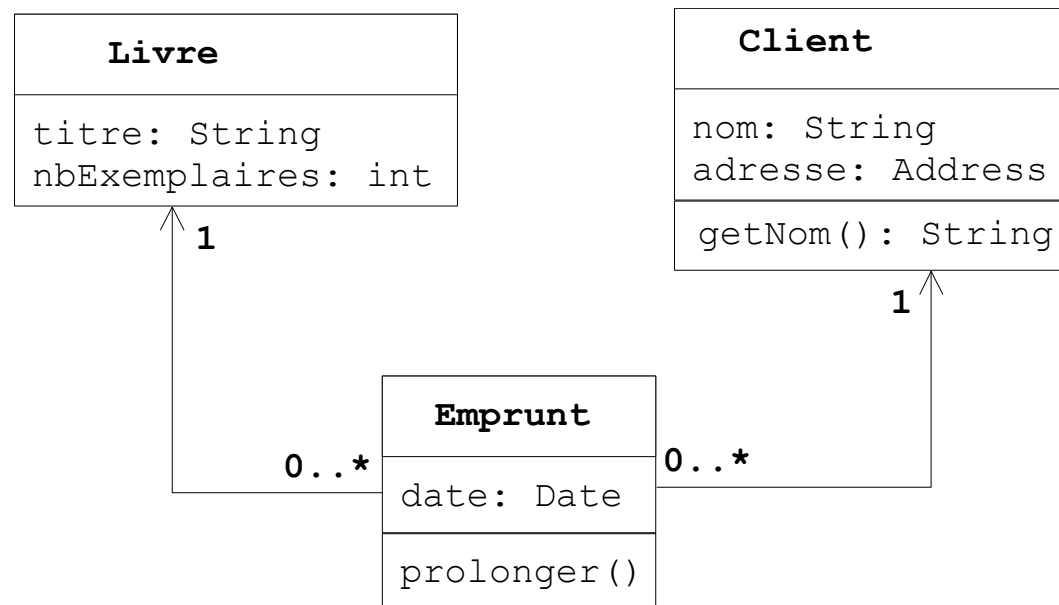 Livre
titre: String
nbExemplaires: int
1
Client
nom: String
adresse: Address
getNom(): String
1
Emprunt
0..*
0..*
date: Date
prolonger()